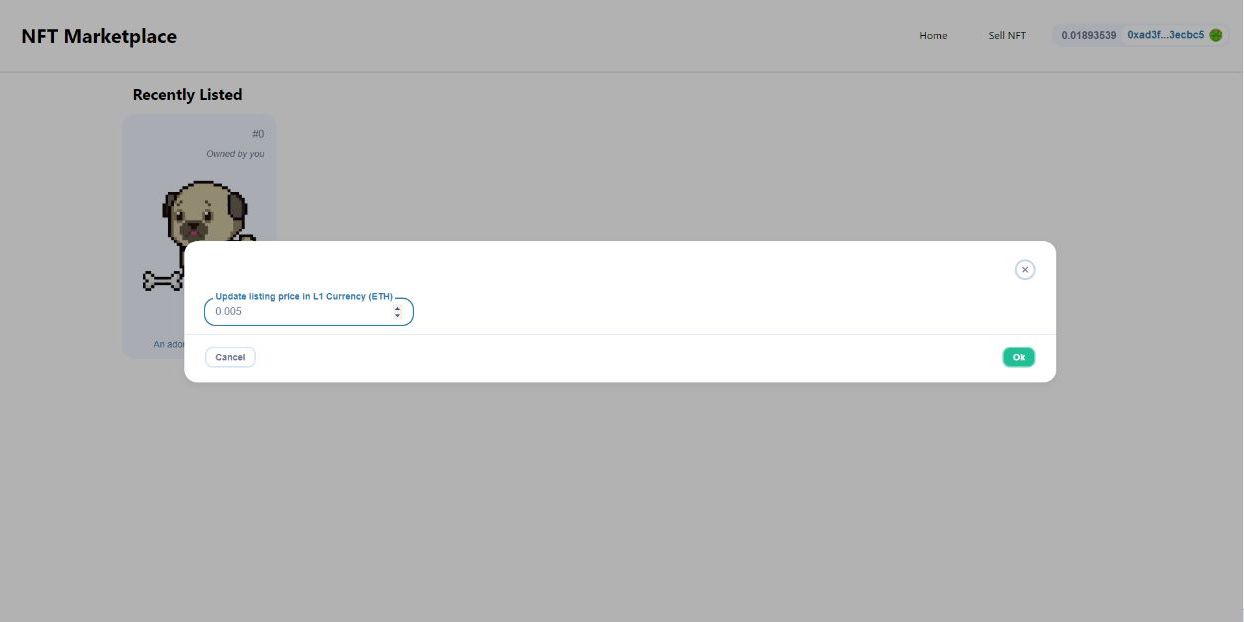 NFT Marketplace
Home
Sell NFT
0.01893539
0xad3f...3ecbc5
Recently Listed
#0
Owned by you
Update listing price in L1 Currency (ETH)
0.005
An
Cancel
Ok